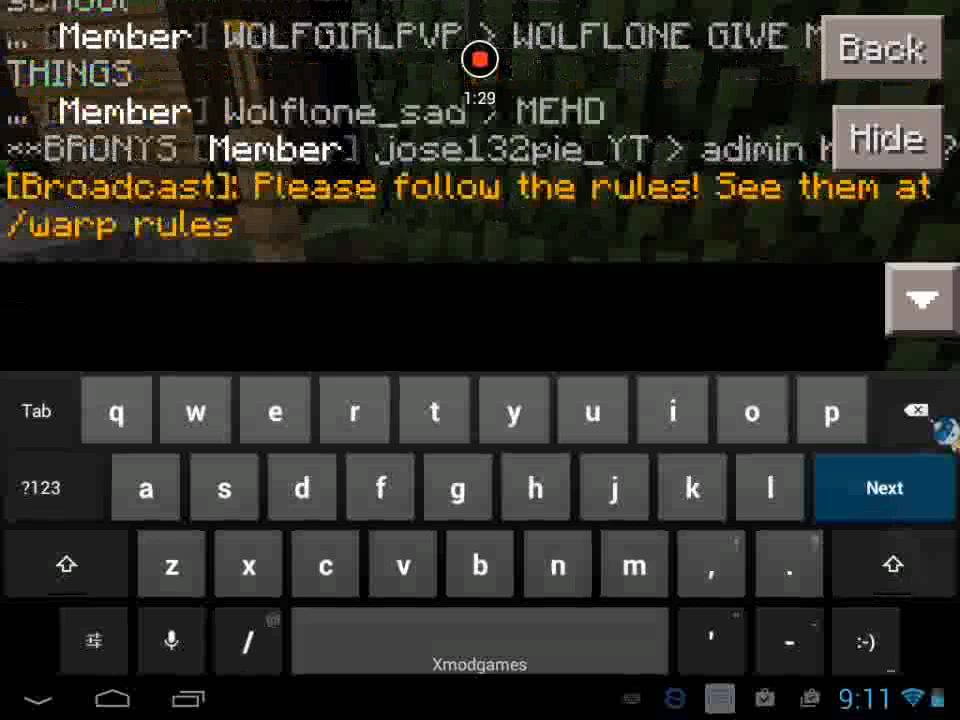 SCHOOL
… [Member] WOLFGIRLPVP > WOLFLONE GIVE M
THINGS
… [Member] Wolflone_sad > MEHD
**BRONYS [Member] jose132pie_YT > adimin h ?
[Broadcast]: Please follow the rules! See them at
/warp rules
1:29
Back
Hide
Tab q w e r t y u i o p
?123 a s d f g h j k l Next
z x c v b n m , ! . ?
@ / Xmodgames ' " - _ :-)
9:11